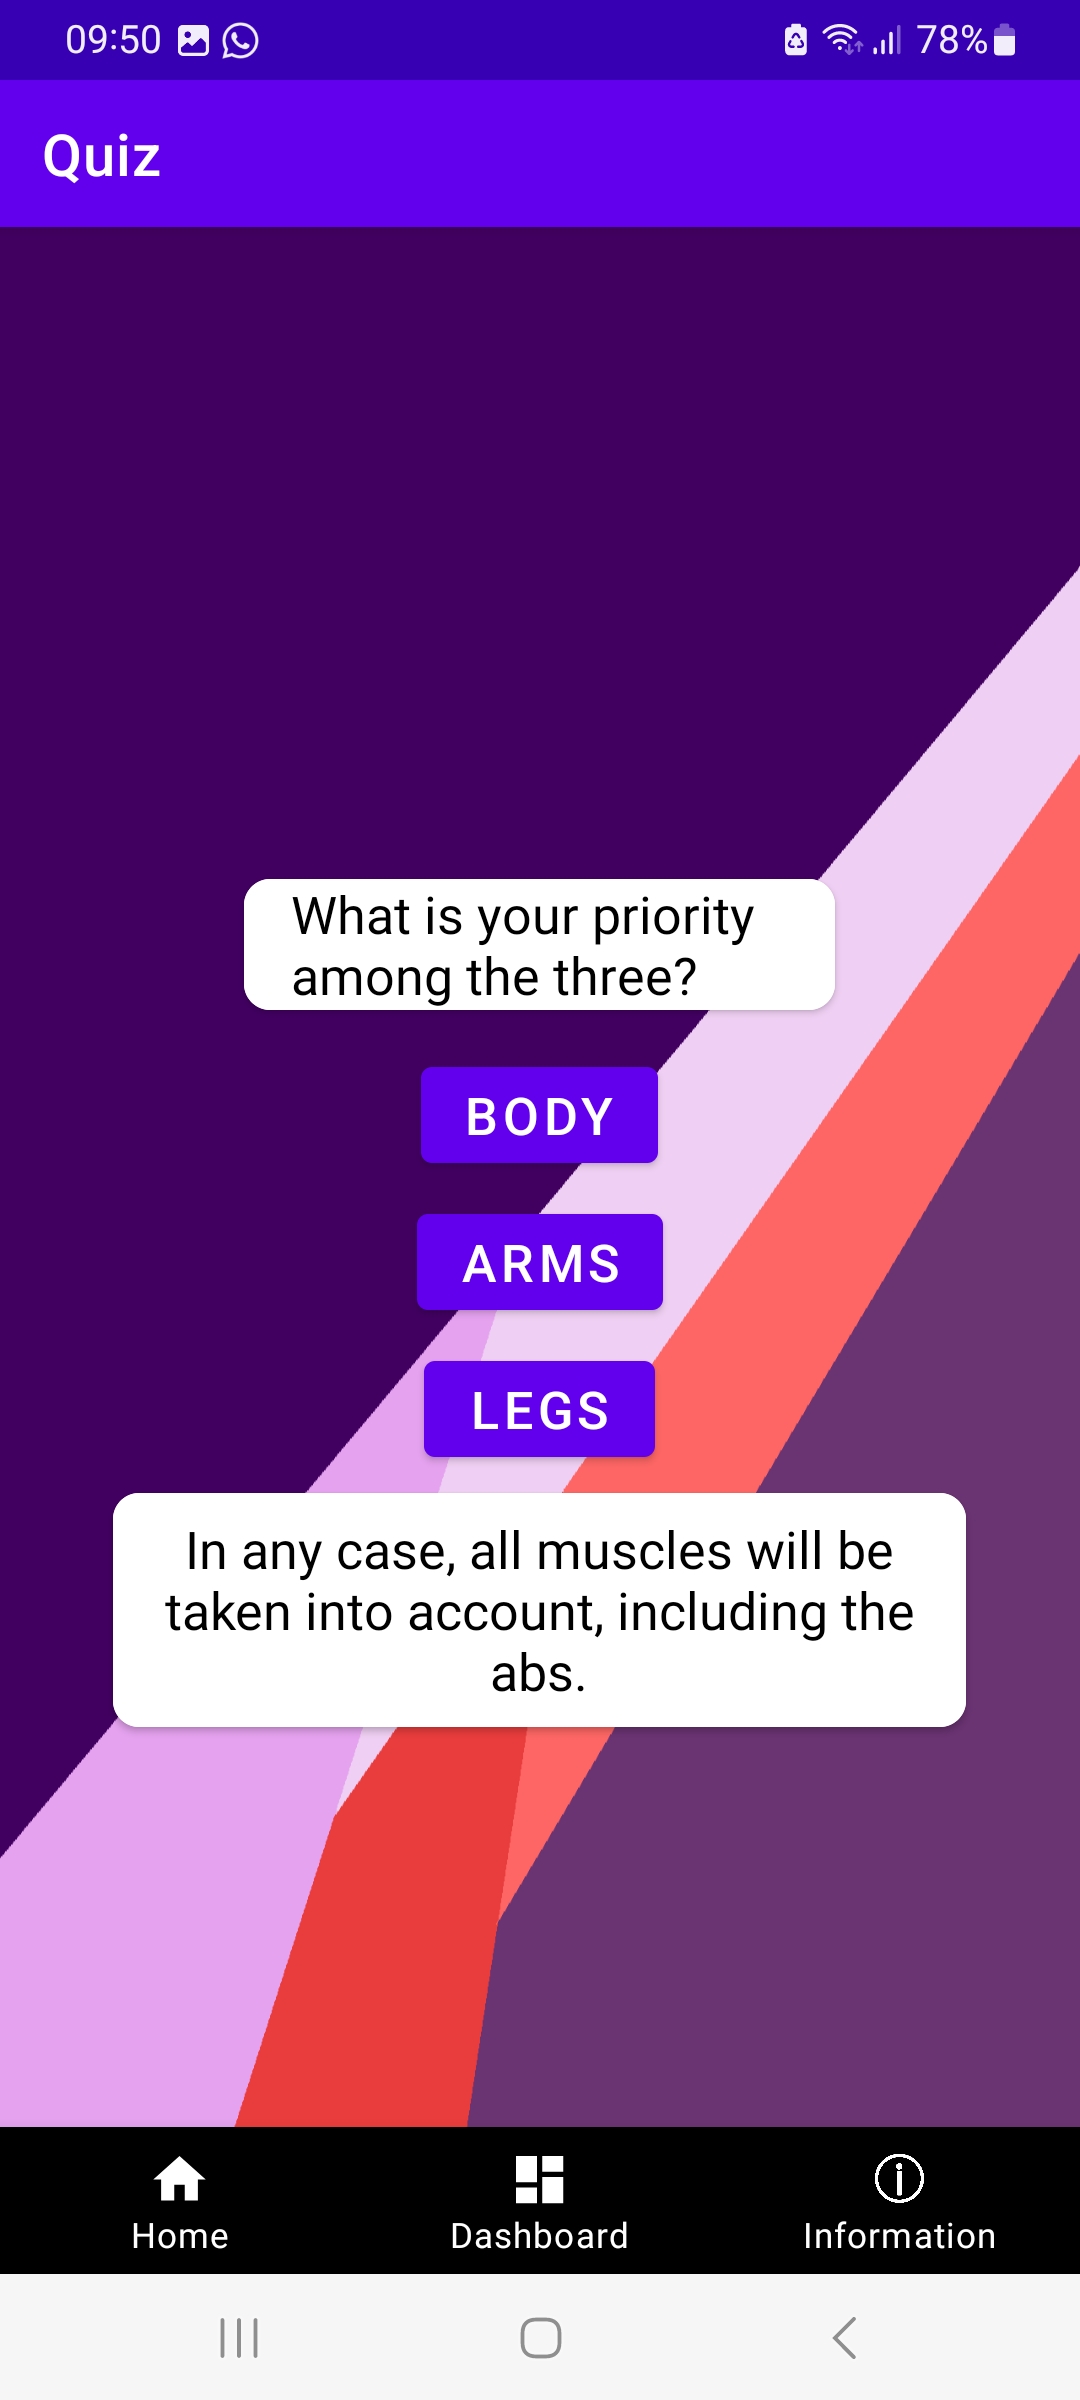 09:50
78%
Quiz
What is your priority
among the three?
BODY
ARMS
LEGS
In any case, all muscles will be
taken into account, including the
abs.
Home
Dashboard
Information